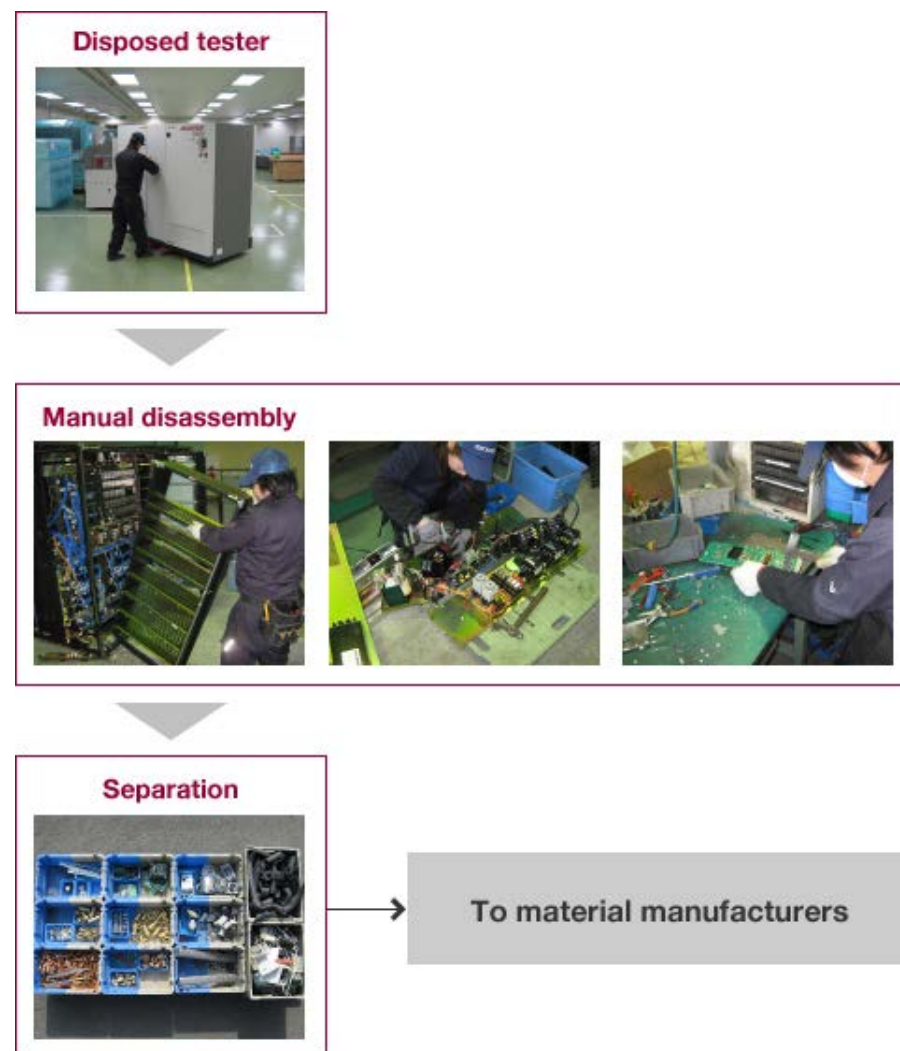 Disposed tester
Manual disassembly
Separation
To material manufacturers